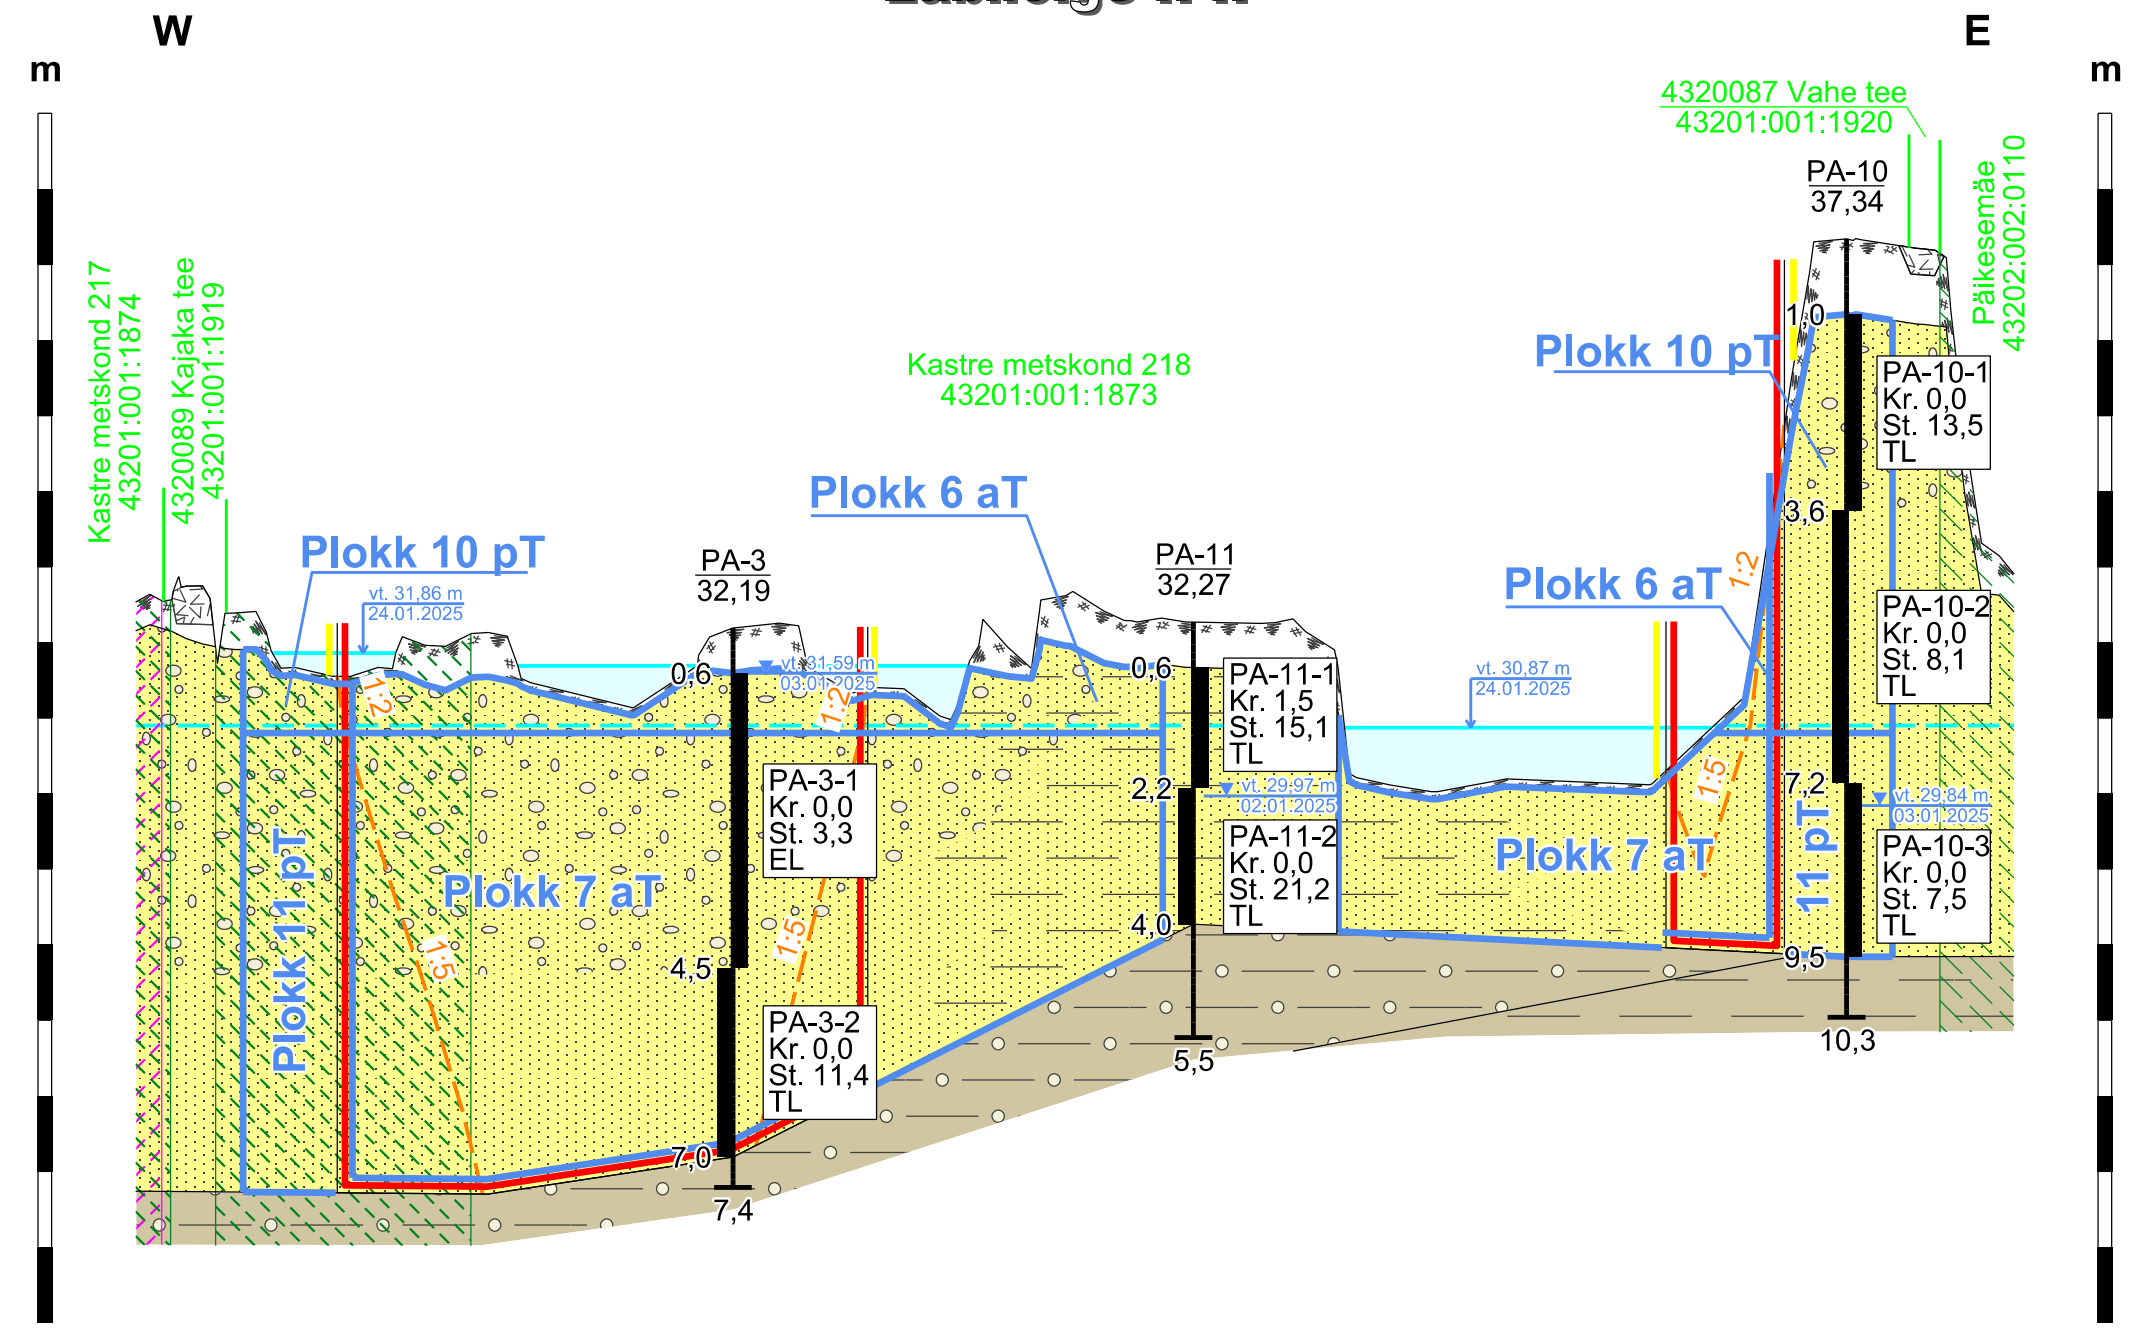 W
E
m
m
4320087 Vahe tee
43201:001:1920
Päikesemäe
43202:002:0110
PA-10
37,34
Kastre metskond 217
43201:001:1874
4320089 Kajaka tee
43201:001:1919
Kastre metskond 218
43201:001:1873
Plokk 10 pT
1,0
PA-10-1
Kr. 0,0
St. 13,5
TL
Plokk 6 aT
3,6
Plokk 10 pT
vt. 31,86 m
24.01.2025
PA-3
32,19
PA-11
32,27
Plokk 6 aT
1:2
PA-10-2
Kr. 0,0
St. 8,1
TL
0,6
vt. 31,59 m
03.01.2025
1:2
1:2
0,6
PA-11-1
Kr. 1,5
St. 15,1
TL
vt. 30,87 m
24.01.2025
PA-3-1
Kr. 0,0
St. 3,3
EL
2,2
vt. 29,97 m
02.01.2025
1:5
7,2
vt. 29,84 m
03.01.2025
PA-11-2
Kr. 0,0
St. 21,2
TL
Plokk 7 aT
11 pT
PA-10-3
Kr. 0,0
St. 7,5
TL
Plokk 11 pT
Plokk 7 aT
1:5
1:5
4,0
4,5
9,5
PA-3-2
Kr. 0,0
St. 11,4
TL
5,5
10,3
7,0
7,4